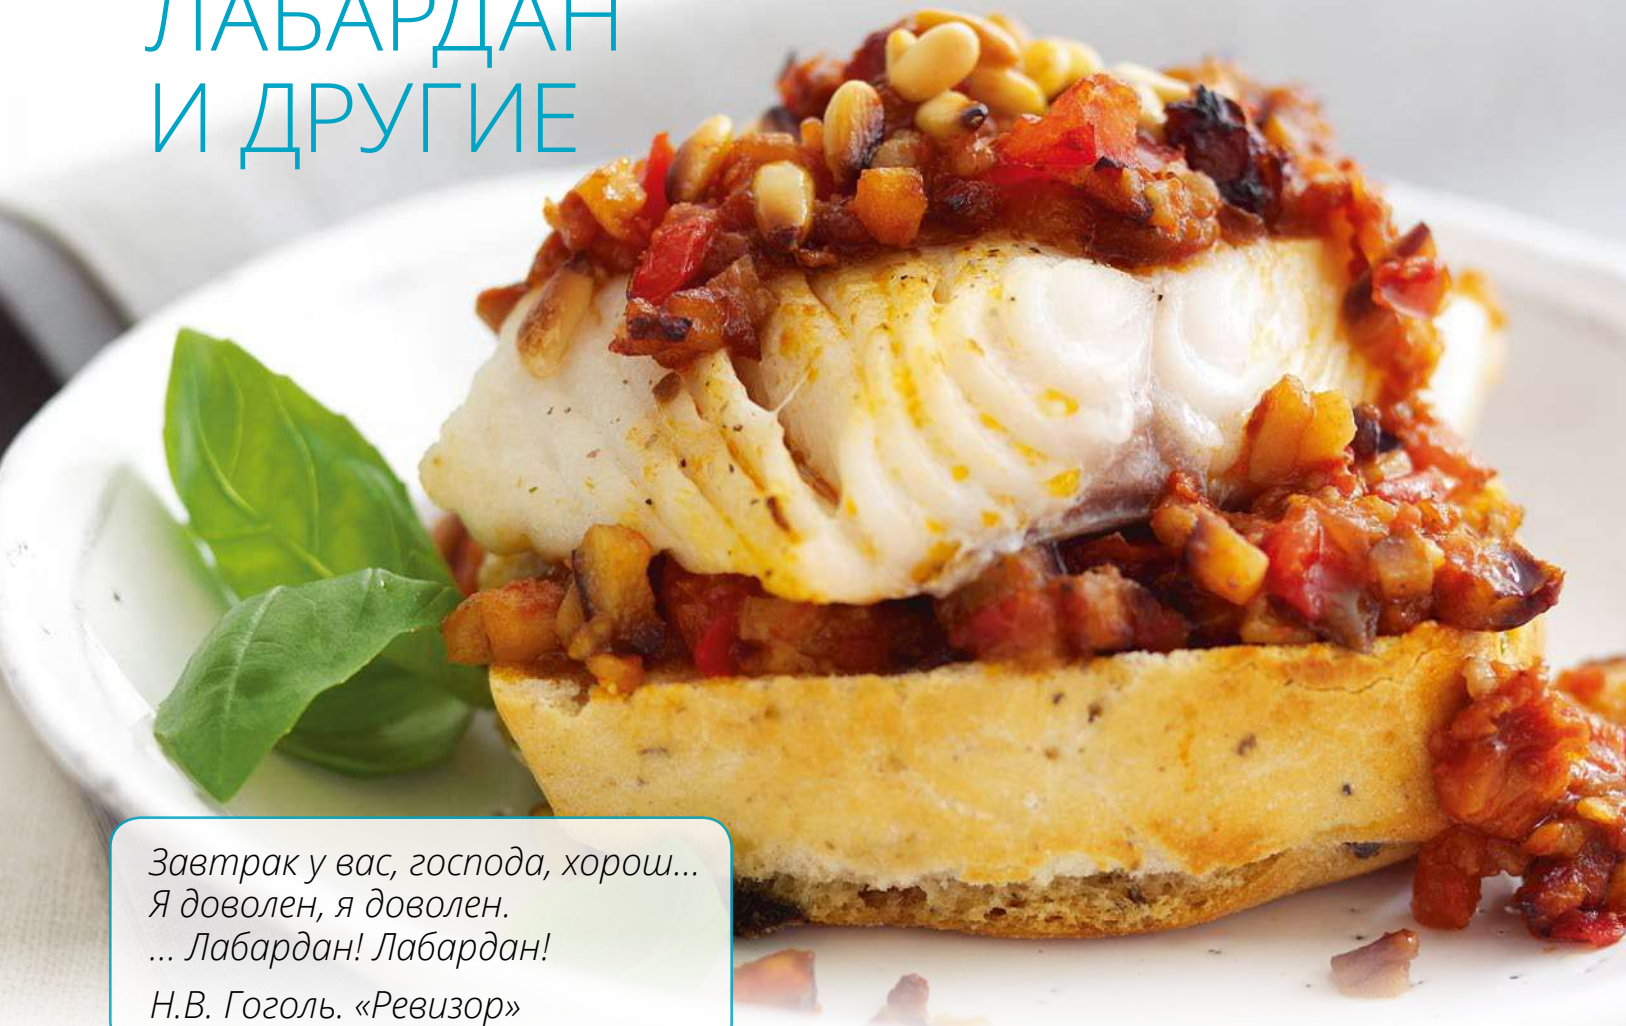 ЛАБАРДАН
И ДРУГИЕ
Завтрак у вас, господа, хорош...
Я доволен, я доволен.
... Лабардан! Лабардан!
Н.В. Гоголь. «Ревизор»